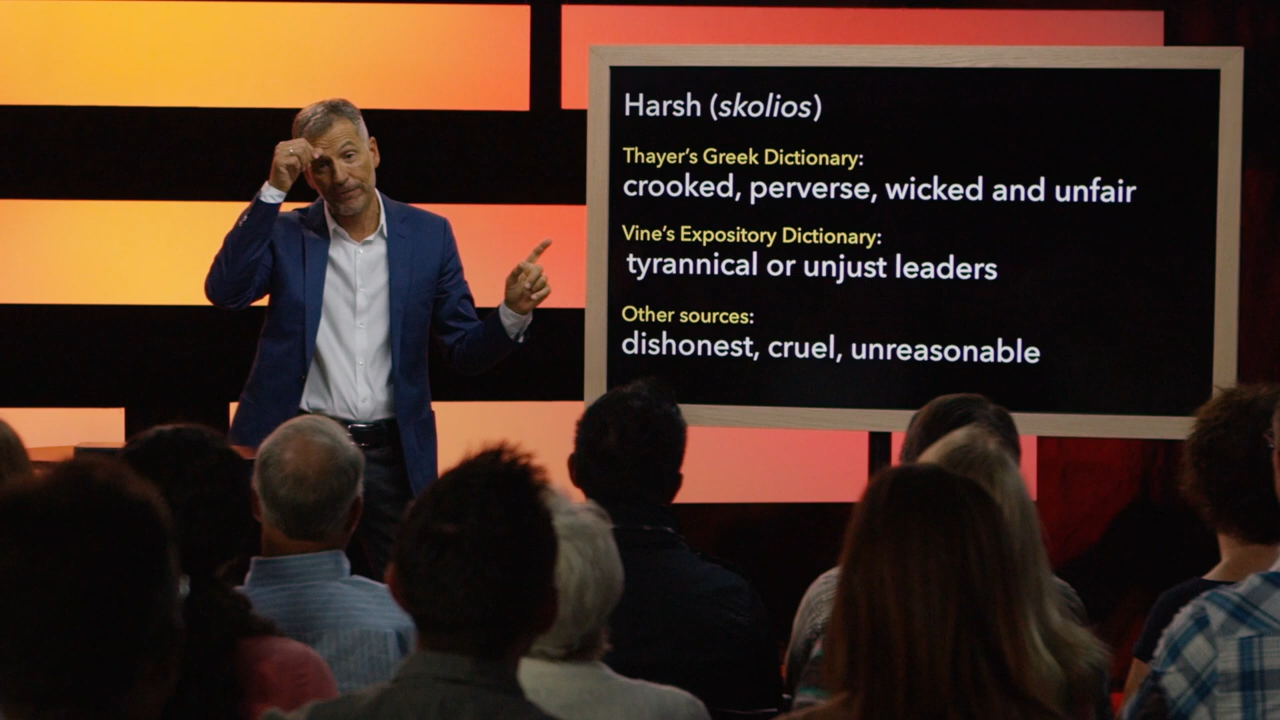 Harsh (skolios)
Thayer's Greek Dictionary:
crooked, perverse, wicked and unfair
Vine's Expository Dictionary:
tyrannical or unjust leaders
Other sources:
dishonest, cruel, unreasonable